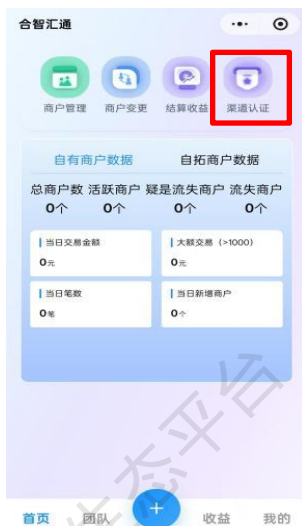 合智汇通
商户管理 商户变更 结算收益 渠道认证
自有商户数据 自拓商户数据
总商户数 活跃商户 疑是流失商户 流失商户
0个 0个 0个 0个
当日交易金额 大额交易（>1000）
0元 0元
当日笔数 当日新增商户
0笔 0个
生态平台
首页 团队 + 收益 我的